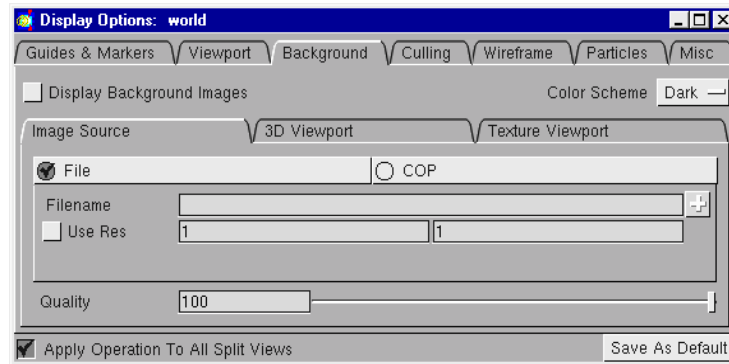 Display Options: world
Guides & Markers Viewport Background Culling Wireframe Particles Misc
Display Background Images Color Scheme Dark
Image Source 3D Viewport Texture Viewport
File COP
Filename
Use Res 1 1
Quality 100
Apply Operation To All Split Views Save As Default